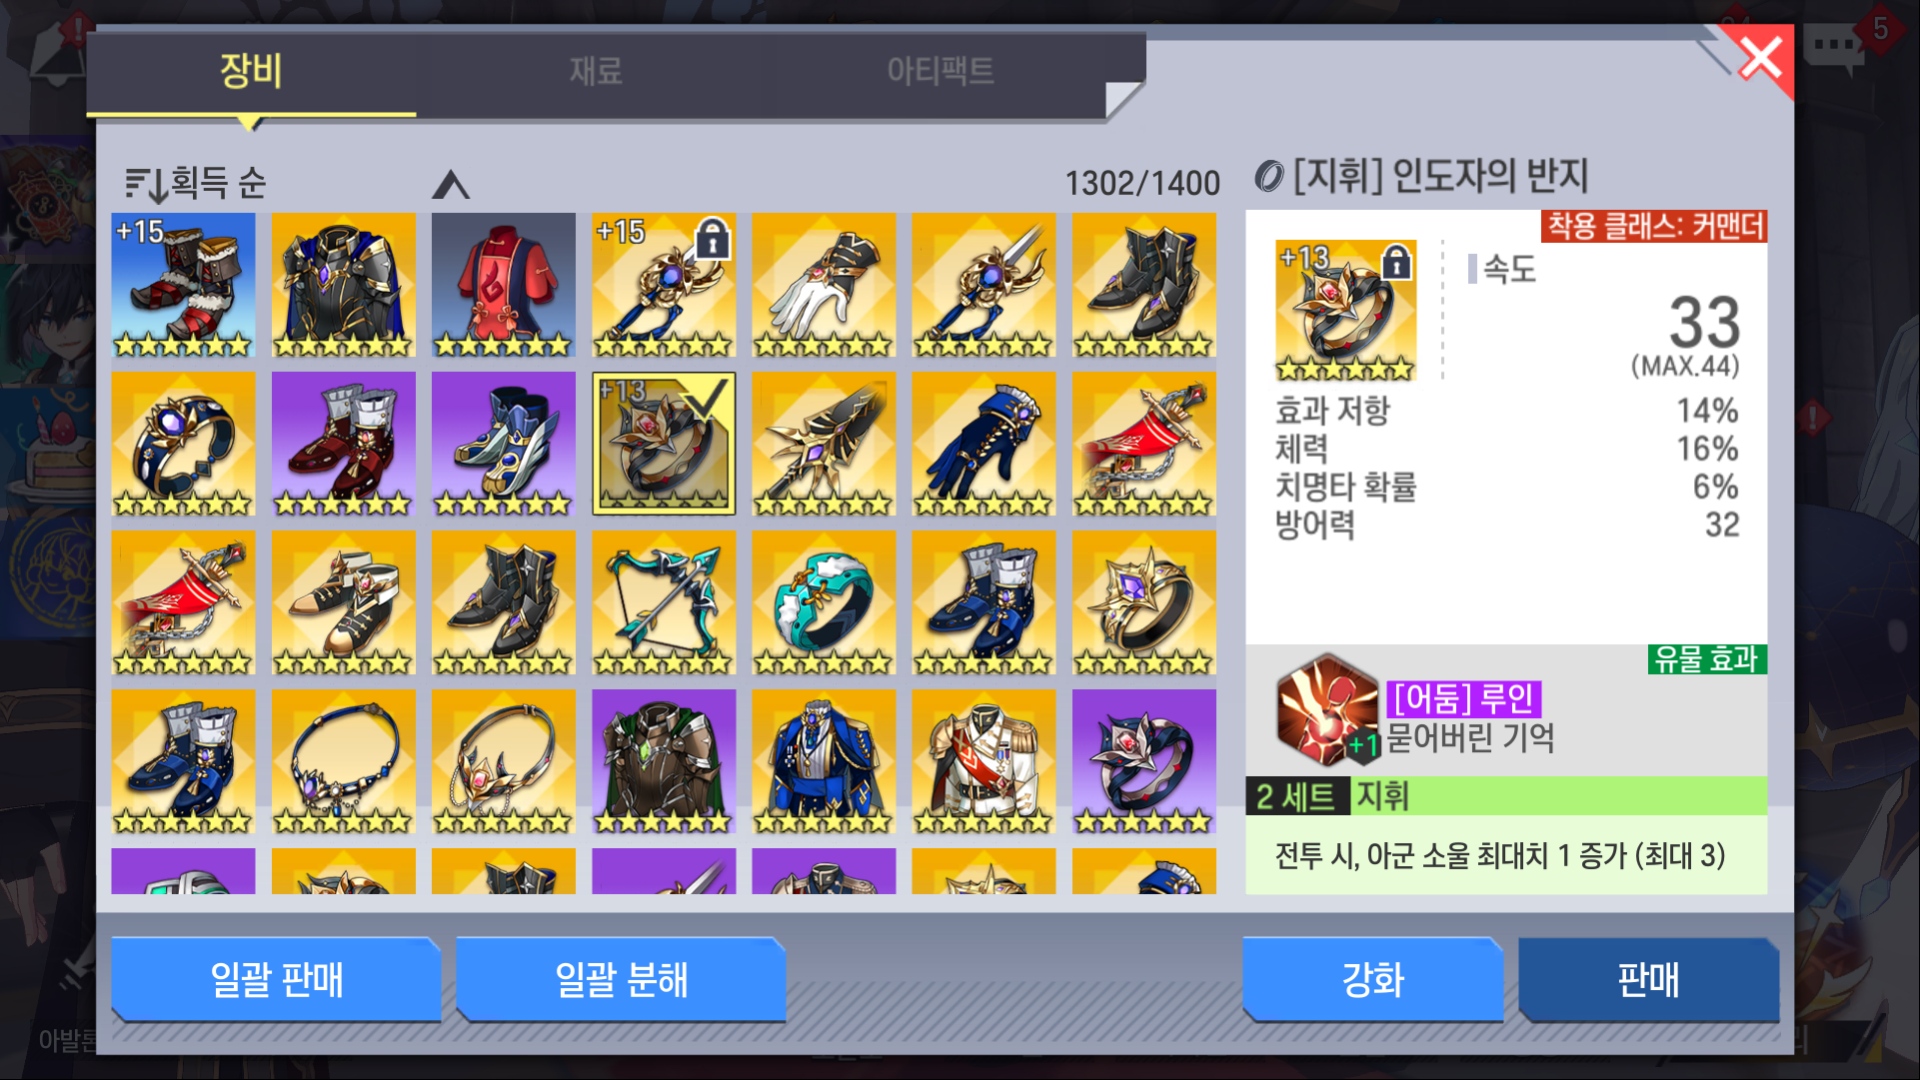 장비
재료
아티팩트
5
획득 순
1302/1400
[지휘] 인도자의 반지
착용 클래스: 커맨더
+15
+15
+13
+13
속도
33
(MAX.44)
효과 저항 14%
체력 16%
치명타 확률 6%
방어력 32
유물 효과
[어둠] 루인
+1
묻어버린 기억
2 세트 지휘
전투 시, 아군 소울 최대치 1 증가 (최대 3)
일괄 판매
일괄 분해
강화
판매
아발론